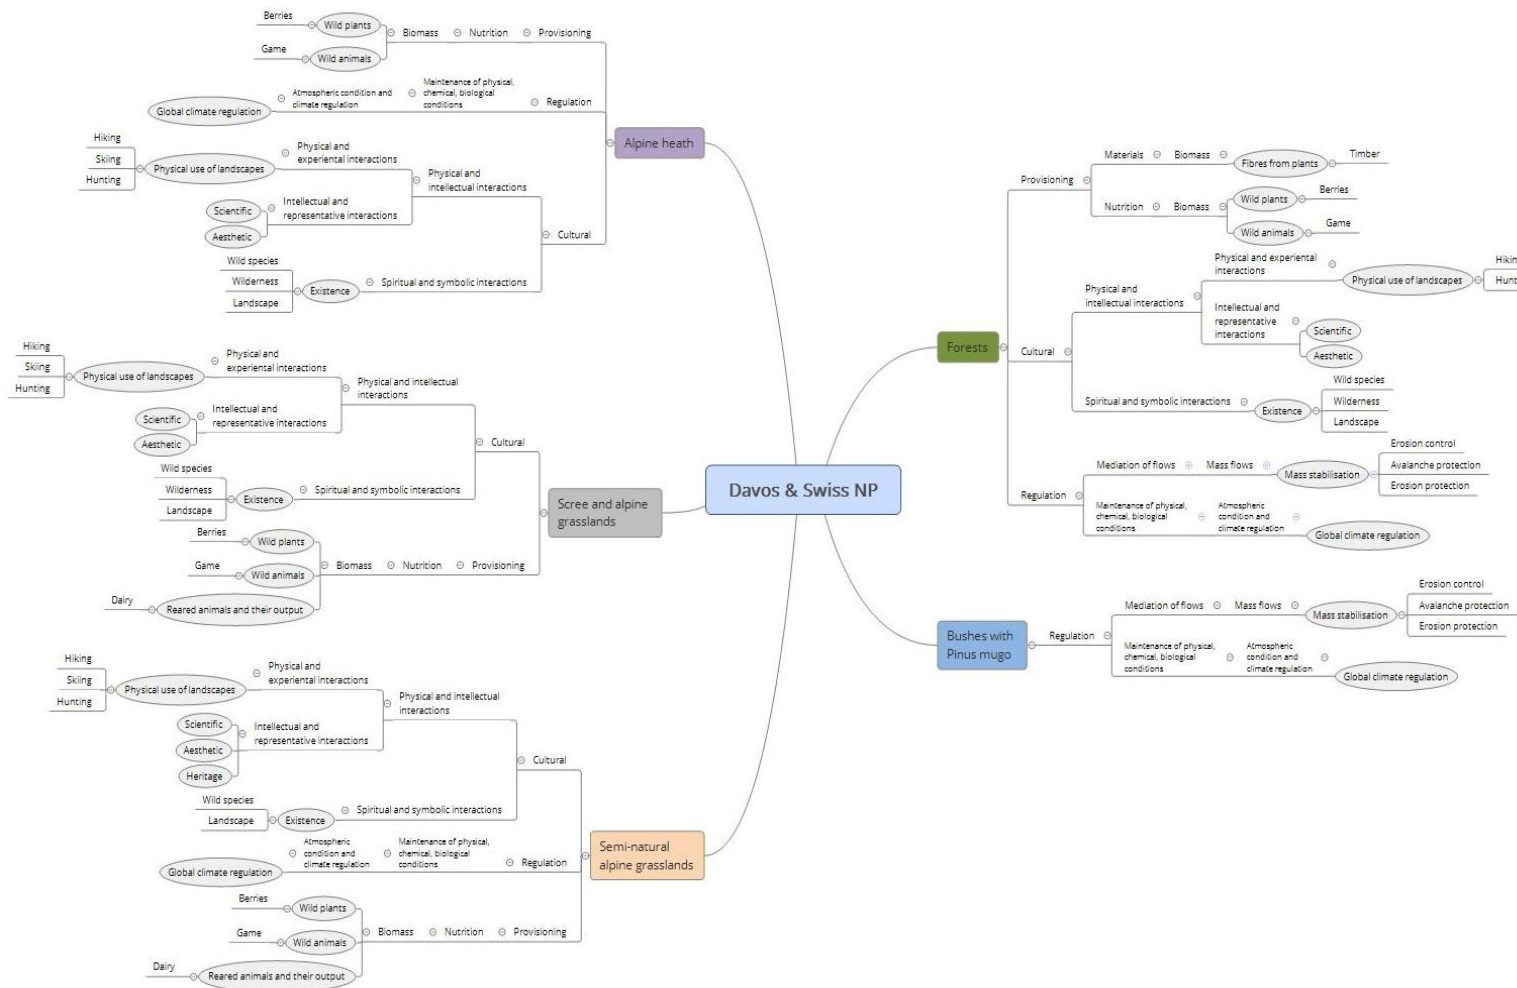 Berries
Wild plants
Biomass
Nutrition
Provisioning
Game
Wild animals
Maintenance of physical,
chemical, biological
conditions
Atmospheric condition and
climate regulation
Regulation
Global climate regulation
Alpine heath
Hiking
Skiing
Hunting
Physical use of landscapes
Physical and
experiental interactions
Physical and
intellectual interactions
Intellectual and
representative interactions
Scientific
Aesthetic
Cultural
Wild species
Wilderness
Landscape
Existence
Spiritual and symbolic interactions
Hiking
Skiing
Hunting
Physical use of landscapes
Physical and
experiental interactions
Physical and intellectual
interactions
Intellectual and
representative interactions
Scientific
Aesthetic
Cultural
Wild species
Wilderness
Landscape
Existence
Spiritual and symbolic interactions
Scree and alpine
grasslands
Berries
Wild plants
Game
Wild animals
Biomass
Nutrition
Provisioning
Dairy
Reared animals and their output
Hiking
Skiing
Hunting
Physical use of landscapes
Physical and
experiental interactions
Physical and intellectual
interactions
Intellectual and
representative interactions
Scientific
Aesthetic
Heritage
Cultural
Wild species
Landscape
Existence
Spiritual and symbolic interactions
Atmospheric
condition and
climate regulation
Maintenance of physical,
chemical, biological
conditions
Regulation
Global climate regulation
Semi-natural
alpine grasslands
Berries
Wild plants
Game
Wild animals
Biomass
Nutrition
Provisioning
Dairy
Reared animals and their output
Davos & Swiss NP
Forests
Provisioning
Materials
Biomass
Fibres from plants
Timber
Nutrition
Biomass
Wild plants
Berries
Wild animals
Game
Cultural
Physical and
intellectual interactions
Physical and experiental
interactions
Physical use of landscapes
Hikin
Hunt
Intellectual and
representative
interactions
Scientific
Aesthetic
Spiritual and symbolic interactions
Existence
Wild species
Wilderness
Landscape
Regulation
Mediation of flows
Mass flows
Mass stabilisation
Erosion control
Avalanche protection
Erosion protection
Maintenance of physical,
chemical, biological
conditions
Atmospheric
condition and
climate regulation
Global climate regulation
Bushes with
Pinus mugo
Regulation
Mediation of flows
Mass flows
Mass stabilisation
Erosion control
Avalanche protection
Erosion protection
Maintenance of physical,
chemical, biological
conditions
Atmospheric
condition and
climate regulation
Global climate regulation